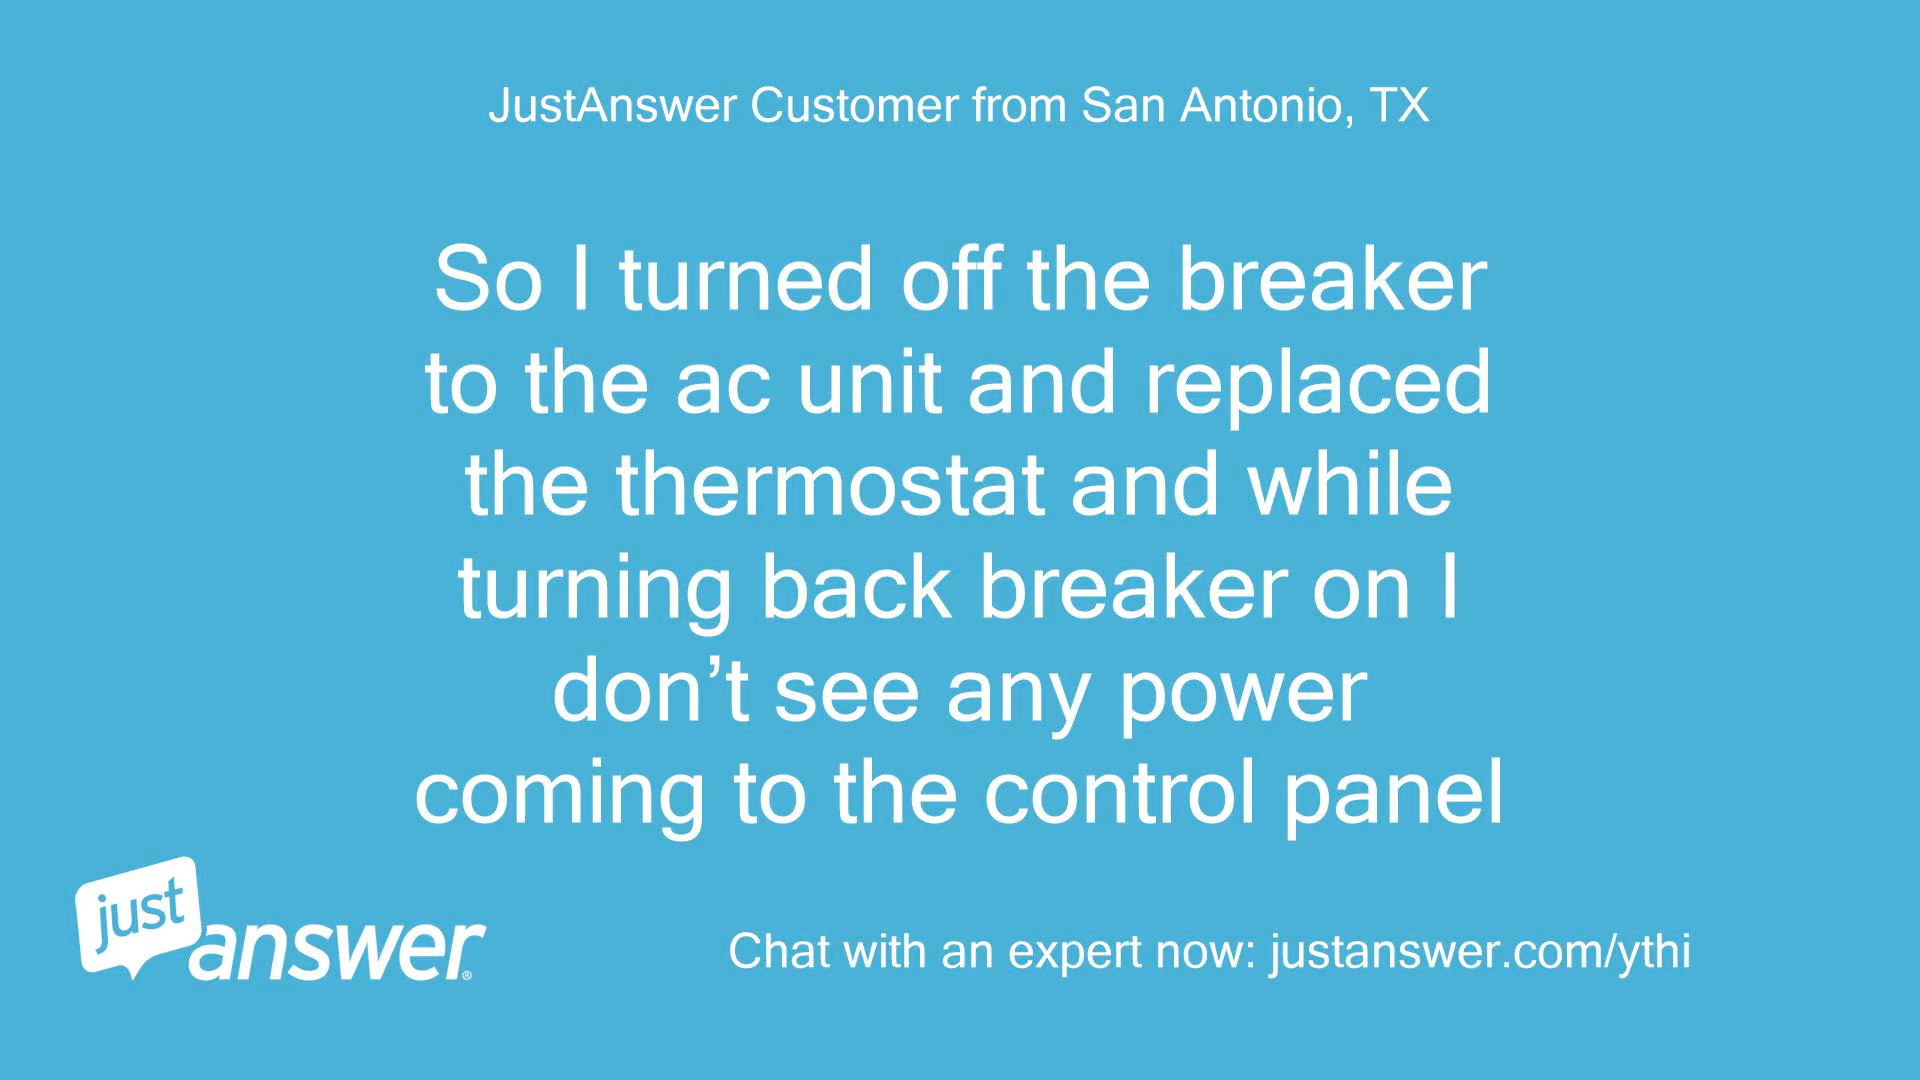 JustAnswer Customer from San Antonio, TX
So I turned off the breaker
to the ac unit and replaced
the thermostat and while
turning back breaker on I
don’t see any power
coming to the control panel
just
answer®
Chat with an expert now: justanswer.com/ythi